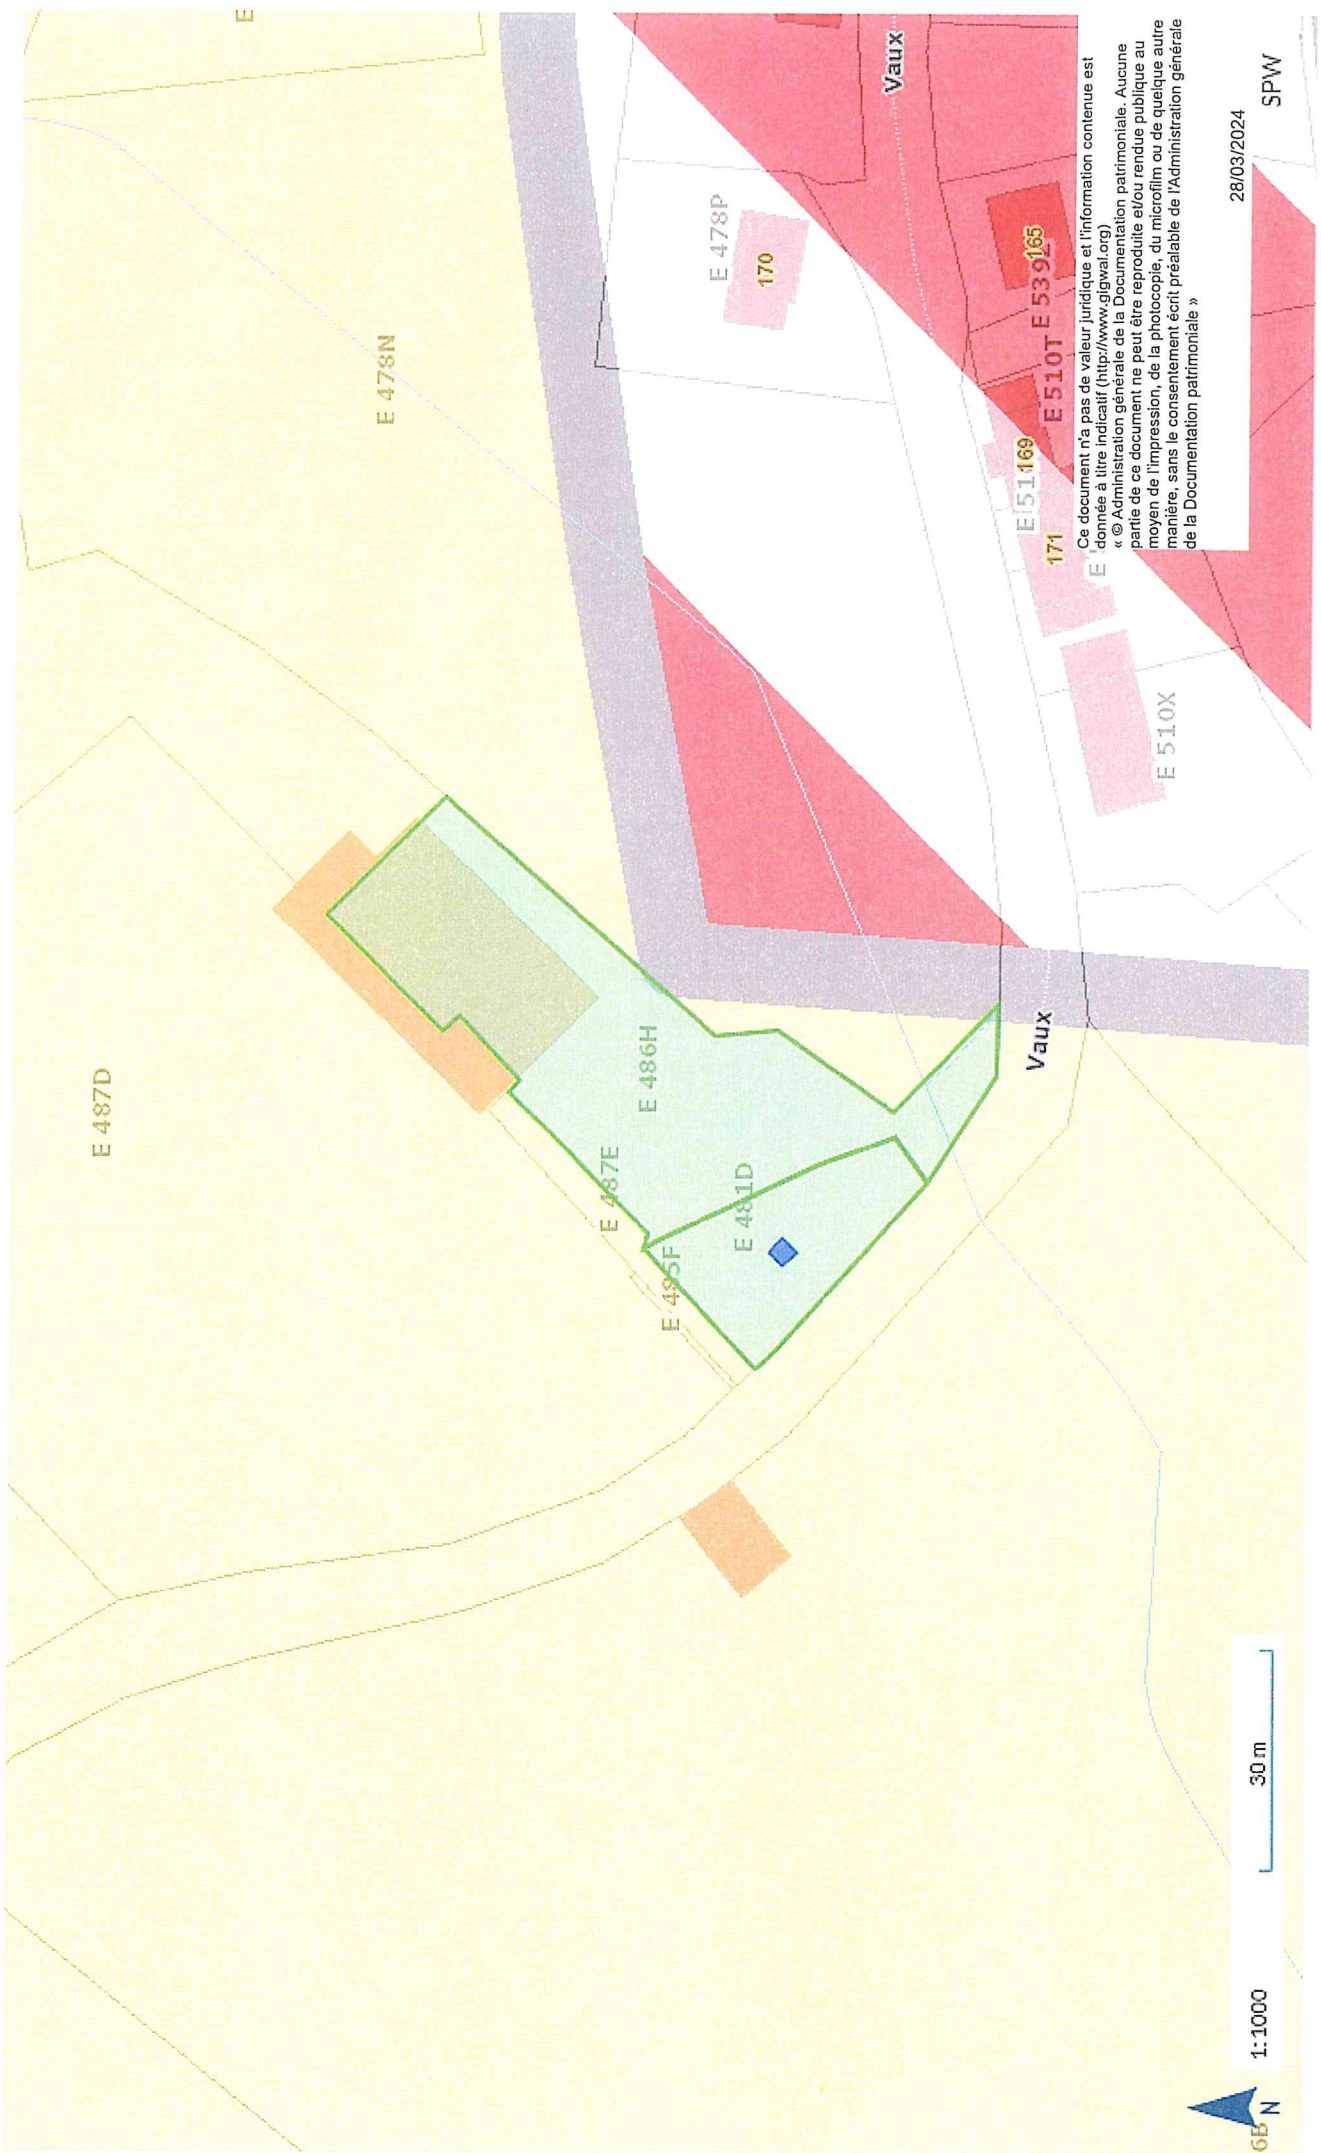 E
E 478N
E 487D
E 478P
170
Vaux
E 486H
E 487E
E 481D
E 485F
Vaux
165
E 539E
E 510T
169
E 51
171
E
E 510X
Ce document n'a pas de valeur juridique et l'information contenue est
donnée à titre indicatif (http://www.gigwal.org)
« © Administration générale de la Documentation patrimoniale. Aucune
partie de ce document ne peut être reproduite et/ou rendue publique au
moyen de l'impression, de la photocopie, du microfilm ou de quelque autre
manière, sans le consentement écrit préalable de l'Administration générale
de la Documentation patrimoniale »
28/03/2024
SPW
6B
N
1:1000
30 m